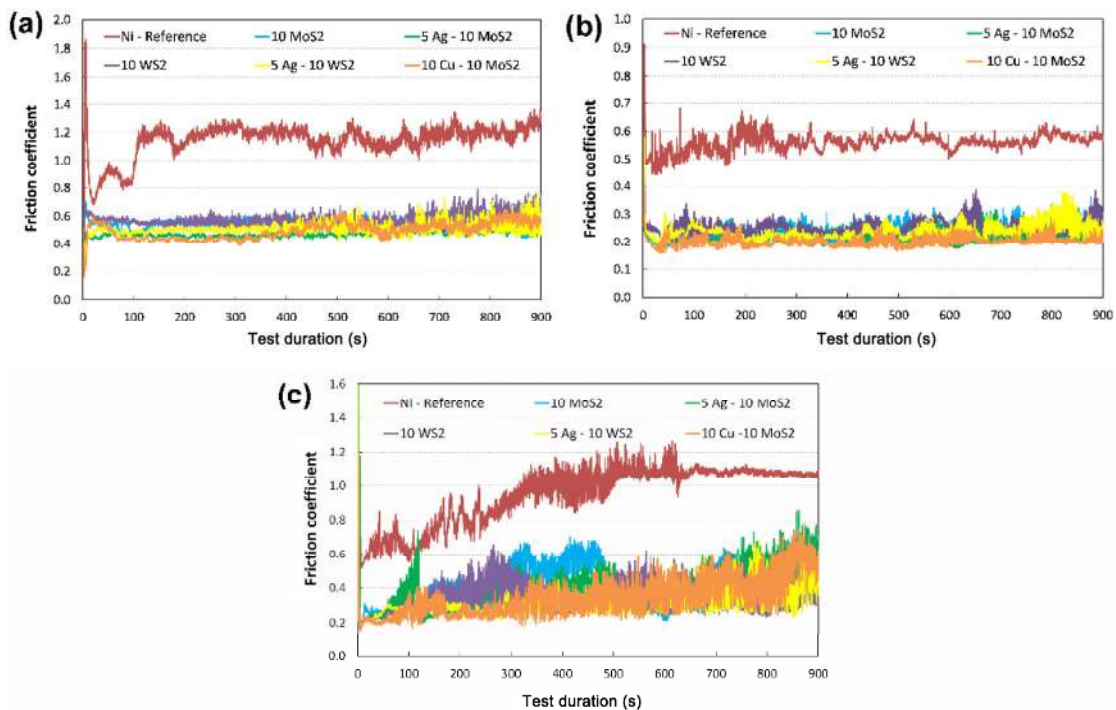 (a)
Ni - Reference 10 MoS2 5 Ag - 10 MoS2
10 WS2 5 Ag - 10 WS2 10 Cu - 10 MoS2
Friction coefficient
2.0
1.8
1.6
1.4
1.2
1.0
0.8
0.6
0.4
0.2
0.0
0 100 200 300 400 500 600 700 800 900
Test duration (s)
(b)
Ni - Reference 10 MoS2 5 Ag - 10 MoS2
10 WS2 5 Ag - 10 WS2 10 Cu - 10 MoS2
Friction coefficient
1.0
0.9
0.8
0.7
0.6
0.5
0.4
0.3
0.2
0.1
0.0
0 100 200 300 400 500 600 700 800 900
Test duration (s)
(c)
Ni - Reference 10 MoS2 5 Ag - 10 MoS2
10 WS2 5 Ag - 10 WS2 10 Cu -10 MoS2
Friction coefficient
1.6
1.4
1.2
1.0
0.8
0.6
0.4
0.2
0.0
0 100 200 300 400 500 600 700 800 900
Test duration (s)